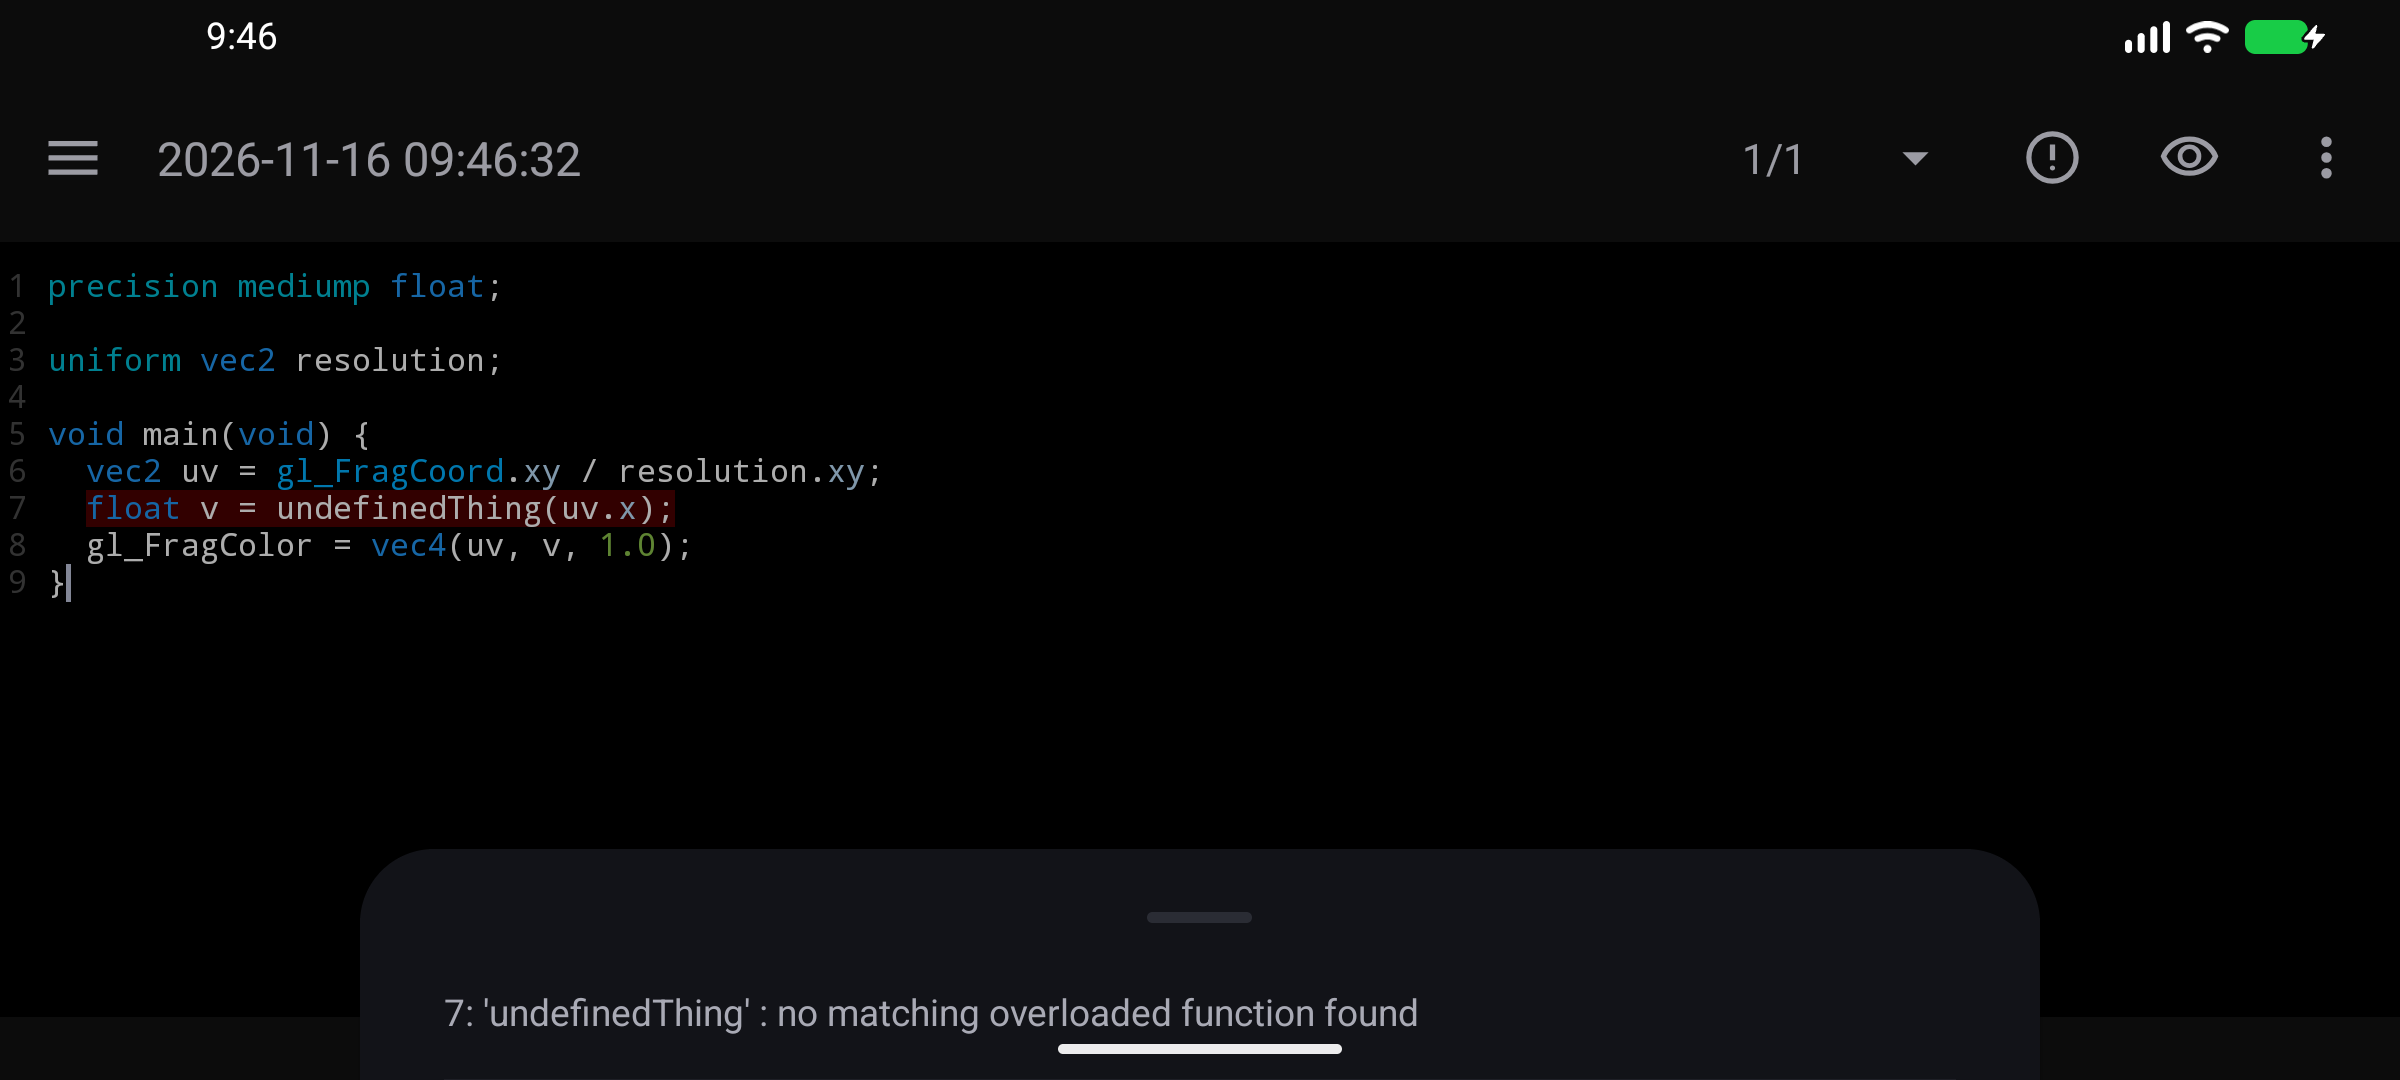 9:46
2026-11-16 09:46:32
1/1
1 precision mediump float;
2
3 uniform vec2 resolution;
4
5 void main(void) {
6   vec2 uv = gl_FragCoord.xy / resolution.xy;
7   float v = undefinedThing(uv.x);
8   gl_FragColor = vec4(uv, v, 1.0);
9 }
7: 'undefinedThing' : no matching overloaded function found